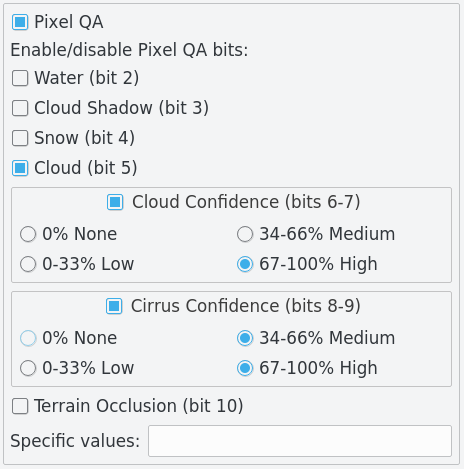 Pixel QA
Enable/disable Pixel QA bits:
Water (bit 2)
Cloud Shadow (bit 3)
Snow (bit 4)
Cloud (bit 5)
Cloud Confidence (bits 6-7)
0% None 34-66% Medium
0-33% Low 67-100% High
Cirrus Confidence (bits 8-9)
0% None 34-66% Medium
0-33% Low 67-100% High
Terrain Occlusion (bit 10)
Specific values: